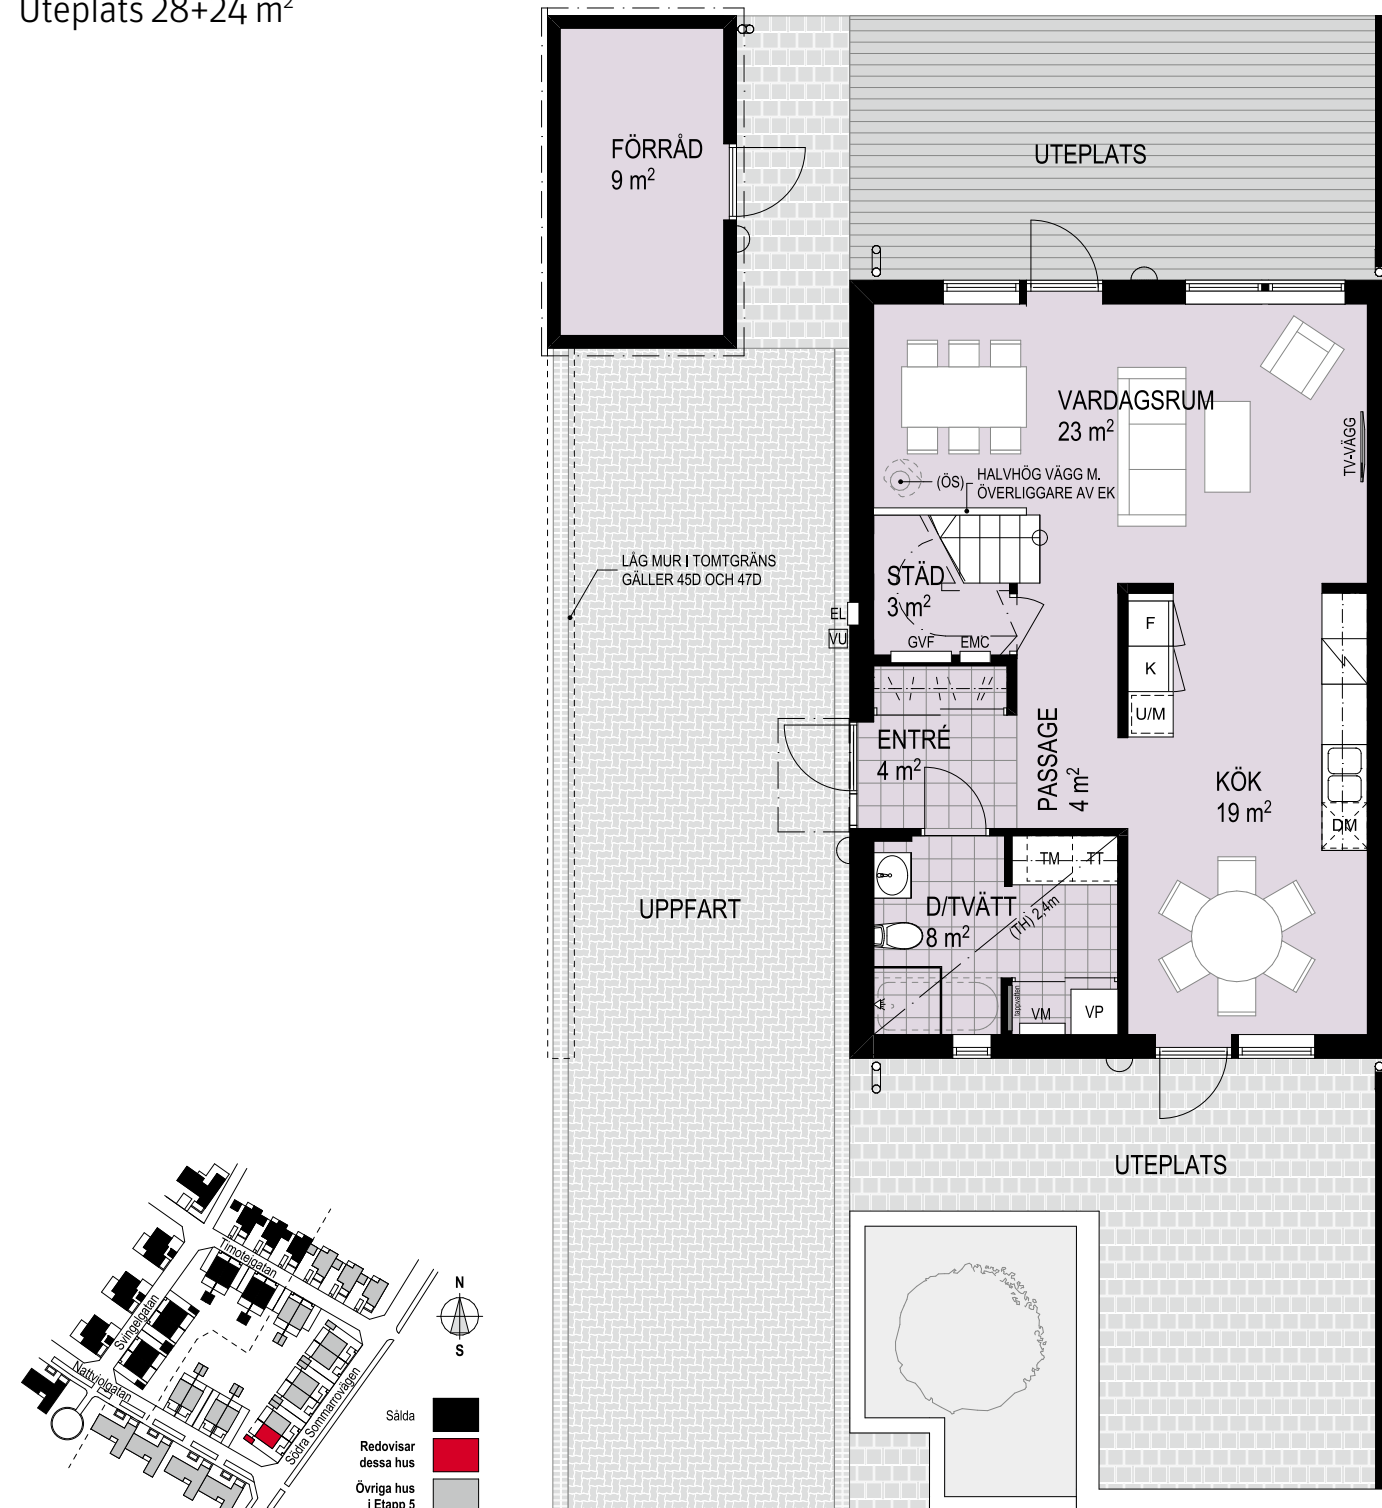 Uteplats 28+24 m²
FÖRRÅD
9 m²
UTEPLATS
VARDAGSRUM
23 m²
TV-VÄGG
(ÖS)
HALVHÖG VÄGG M.
ÖVERLIGGARE AV EK
LÅG MUR I TOMTGRÄNS
GÄLLER 45D OCH 47D
STÄD
3 m²
EL
VU
GVF
EMC
F
K
U/M
ENTRÉ
4 m²
PASSAGE
4 m²
KÖK
19 m²
DM
TM
TT
UPPFART
D/TVÄTT
8 m²
(TH) 2,4m
tappvatten
VM
VP
UTEPLATS
Timotejgatan
Svingelgatan
Nattviolgatan
Södra Sommarrovägen
N
S
Sålda
Redovisar
dessa hus
Övriga hus
i Etapp 5